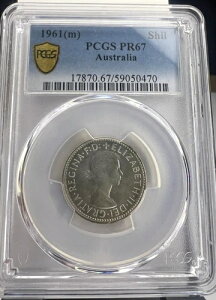 1961(m) Shil
PCGS PR67
Australia
17870.67/59050470
PCGS
+ELIZABETH·II·DEI·GRATIA·REGINA·F:D: